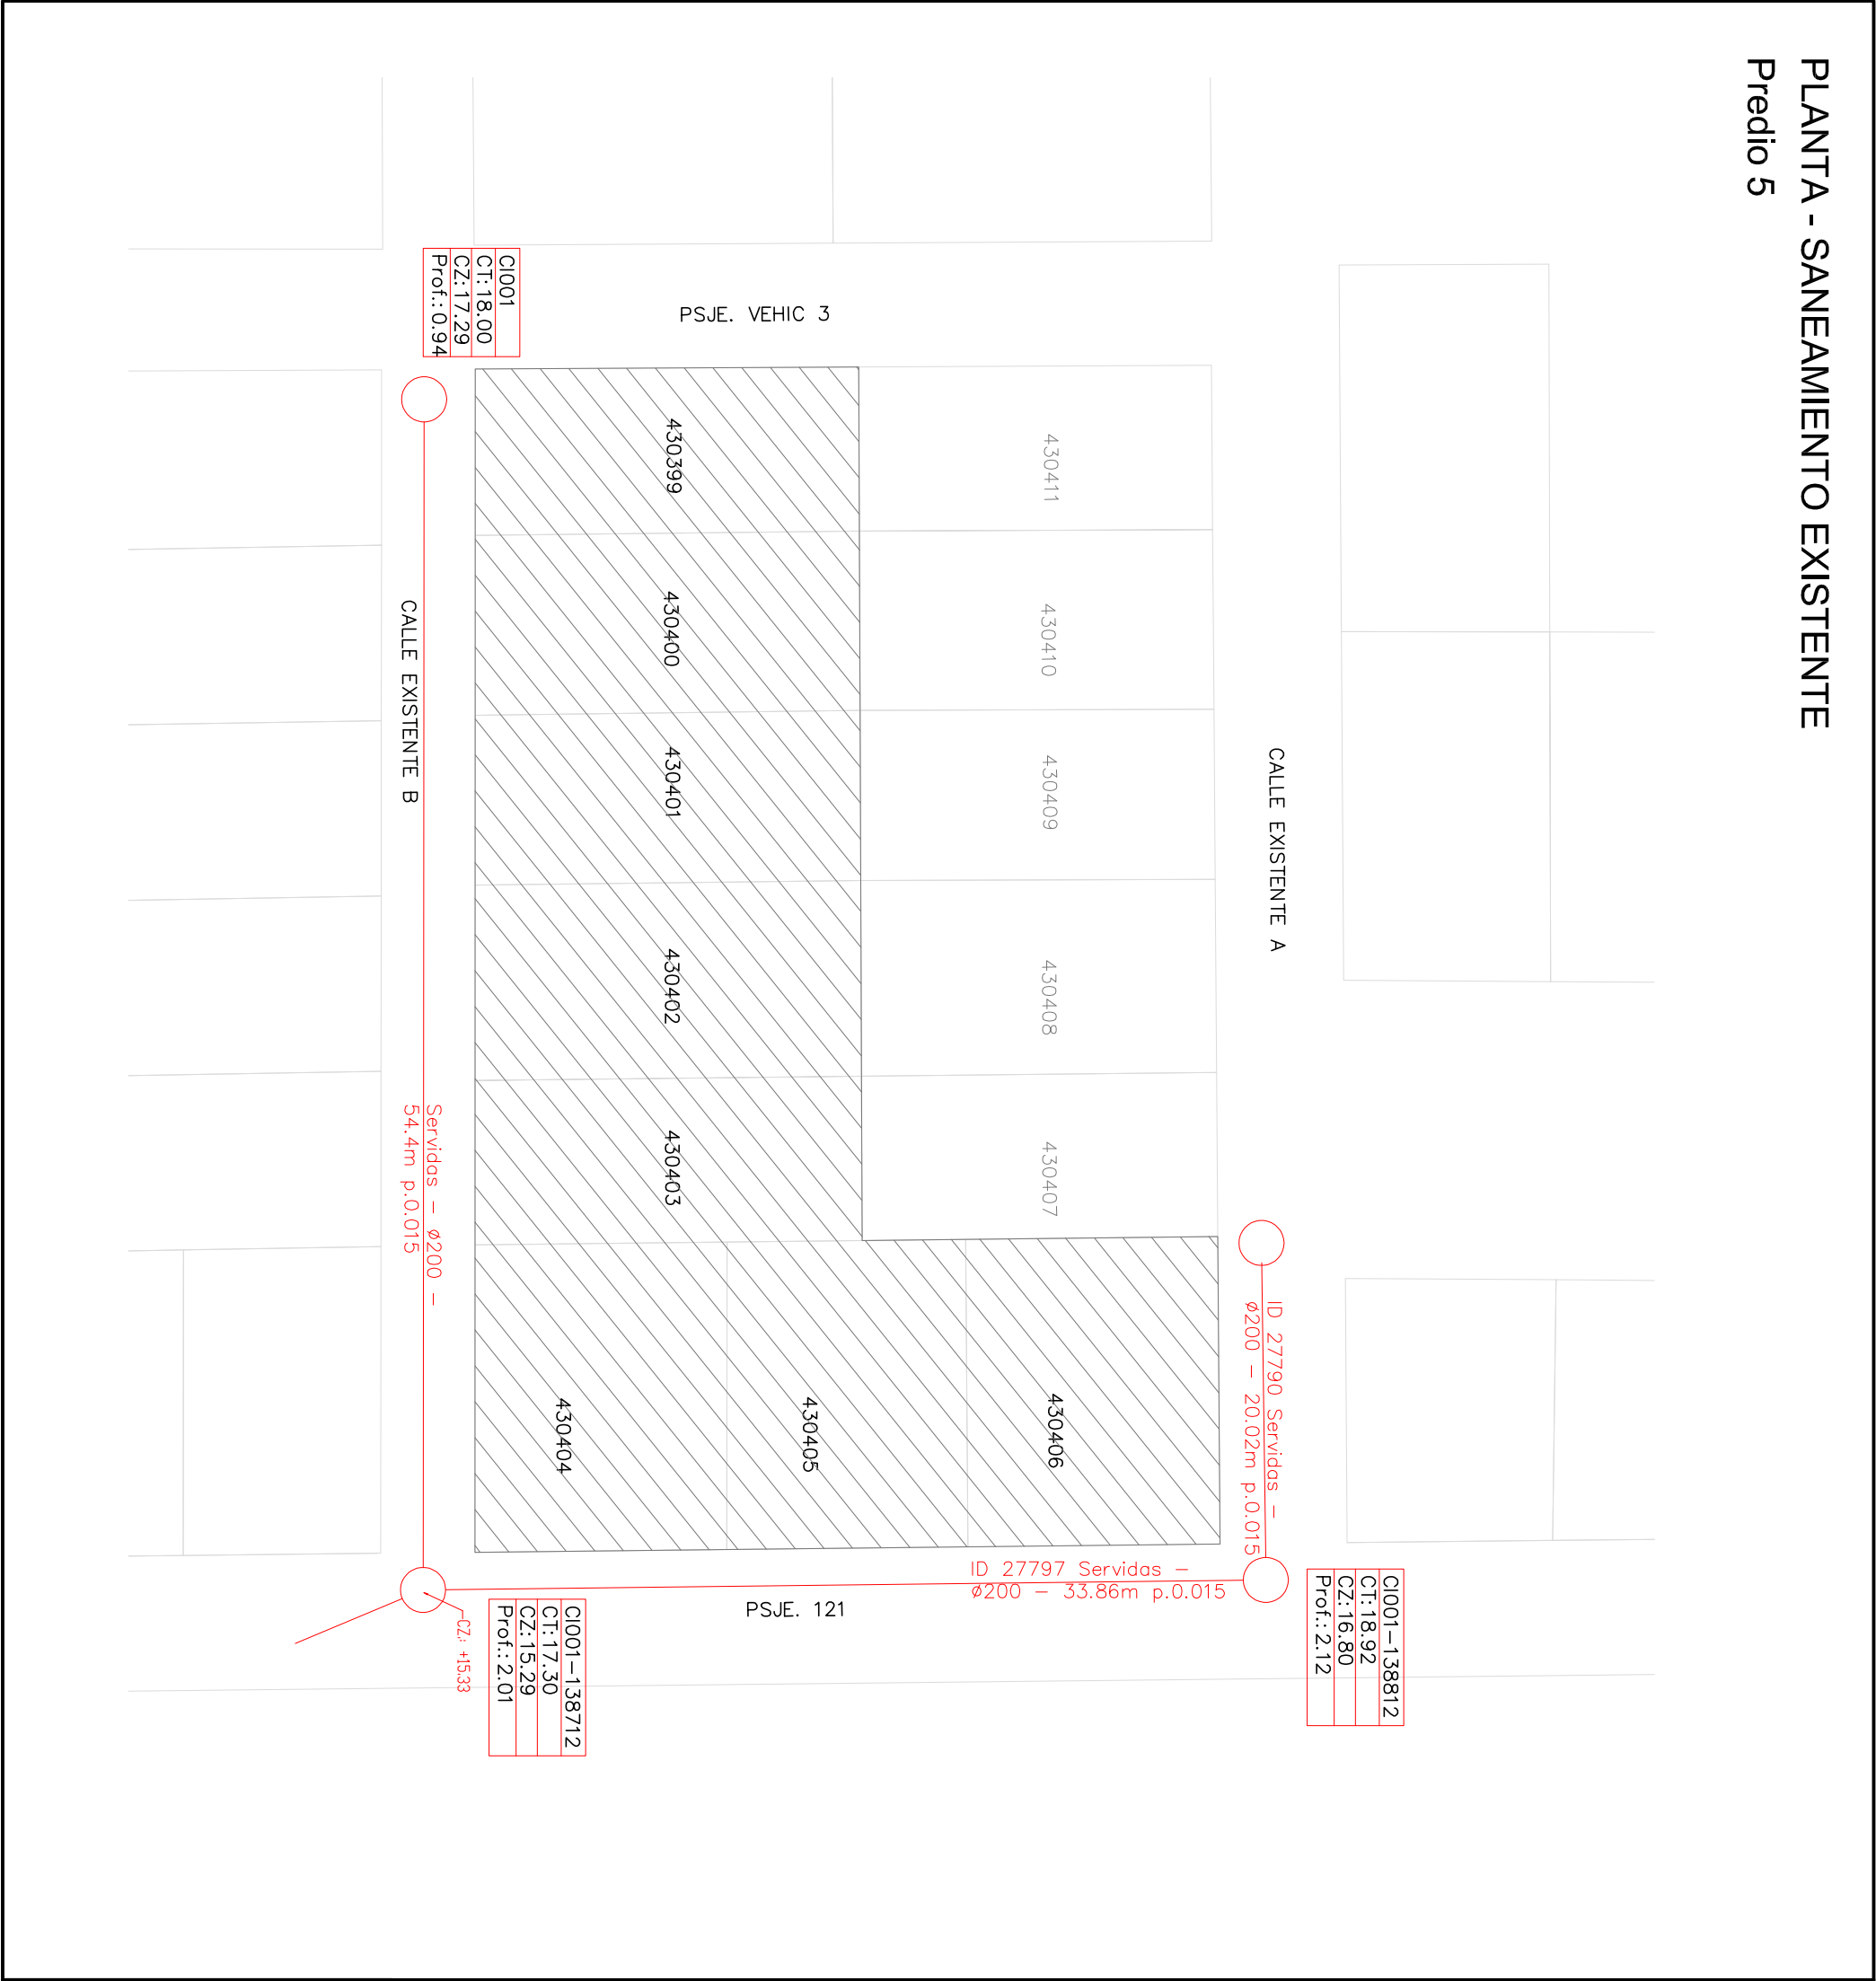 PLANTA - SANEAMIENTO EXISTENTE
Predio 5
CI001
CT:18.00
CZ:17.29
Prof.:0.94
PSJE. VEHIC 3
430399
430411
430400
430410
CALLE EXISTENTE B
430401
430409
CALLE EXISTENTE A
430402
430408
430403
430407
Servidas – Ø200 –
54.4m p.0.015
430404
430405
430406
ID 27790 Servidas –
Ø200 – 20.02m p.0.015
ID 27797 Servidas –
Ø200 – 33.86m p.0.015
PSJE. 121
CZ.: +15.33
CI001-138712
CT:17.30
CZ:15.29
Prof.:2.01
CI001-138812
CT:18.92
CZ:16.80
Prof.:2.12